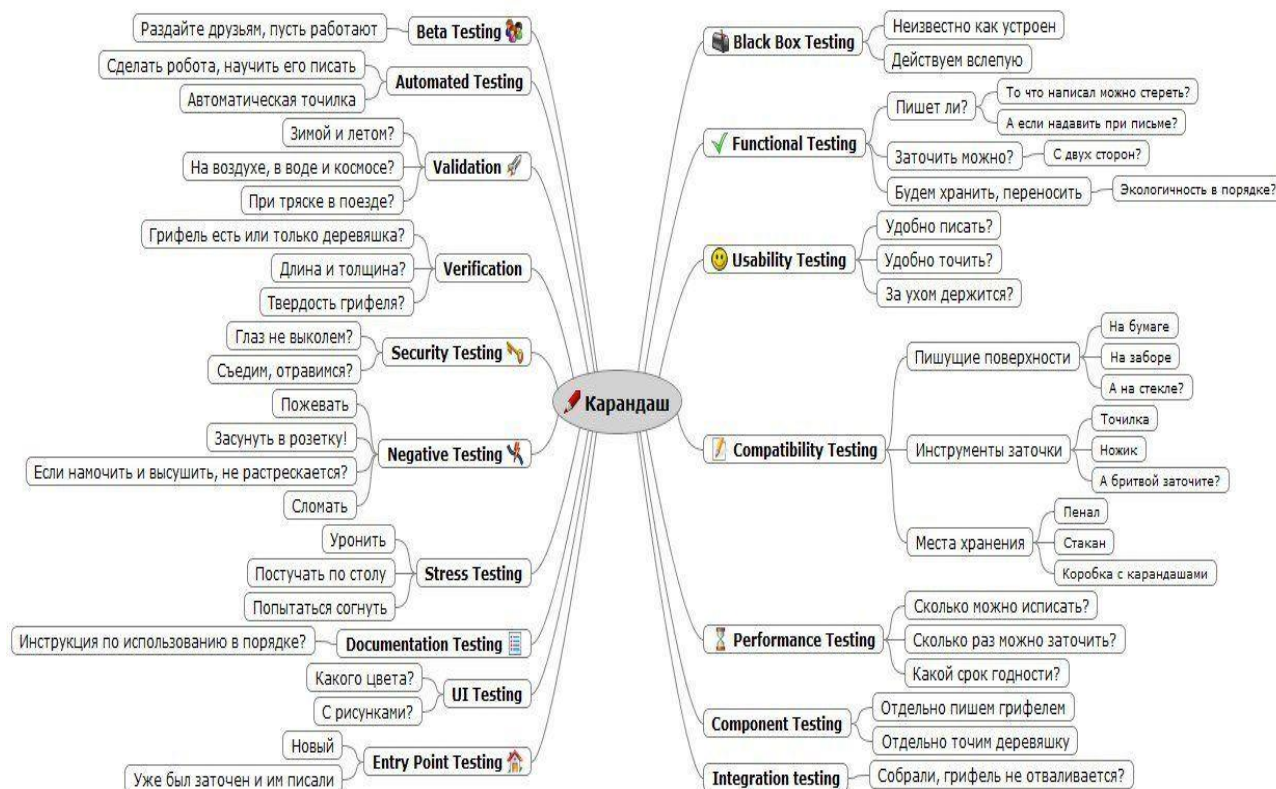 Карандаш
Beta Testing
Раздайте друзьям, пусть работают
Automated Testing
Сделать робота, научить его писать
Автоматическая точилка
Validation
Зимой и летом?
На воздухе, в воде и космосе?
При тряске в поезде?
Verification
Грифель есть или только деревяшка?
Длина и толщина?
Твердость грифеля?
Security Testing
Глаз не выколем?
Съедим, отравимся?
Negative Testing
Пожевать
Засунуть в розетку!
Если намочить и высушить, не растрескается?
Сломать
Stress Testing
Уронить
Постучать по столу
Попытаться согнуть
Documentation Testing
Инструкция по использованию в порядке?
UI Testing
Какого цвета?
С рисунками?
Entry Point Testing
Новый
Уже был заточен и им писали
Black Box Testing
Неизвестно как устроен
Действуем вслепую
Functional Testing
Пишет ли?
То что написал можно стереть?
А если надавить при письме?
Заточить можно?
С двух сторон?
Будем хранить, переносить
Экологичность в порядке?
Usability Testing
Удобно писать?
Удобно точить?
За ухом держится?
Compatibility Testing
Пишущие поверхности
На бумаге
На заборе
А на стекле?
Инструменты заточки
Точилка
Ножик
А бритвой заточите?
Места хранения
Пенал
Стакан
Коробка с карандашами
Performance Testing
Сколько можно исписать?
Сколько раз можно заточить?
Какой срок годности?
Component Testing
Отдельно пишем грифелем
Отдельно точим деревяшку
Integration testing
Собрали, грифель не отваливается?